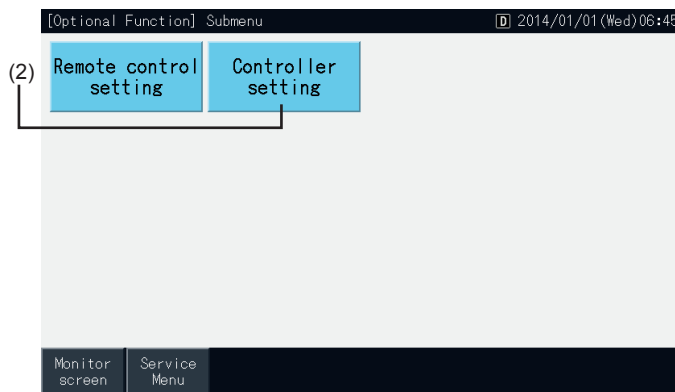 [Optional Function] Submenu
D 2014/01/01(Wed)06:45
(2)
Remote control
setting
Controller
setting
Monitor
screen
Service
Menu